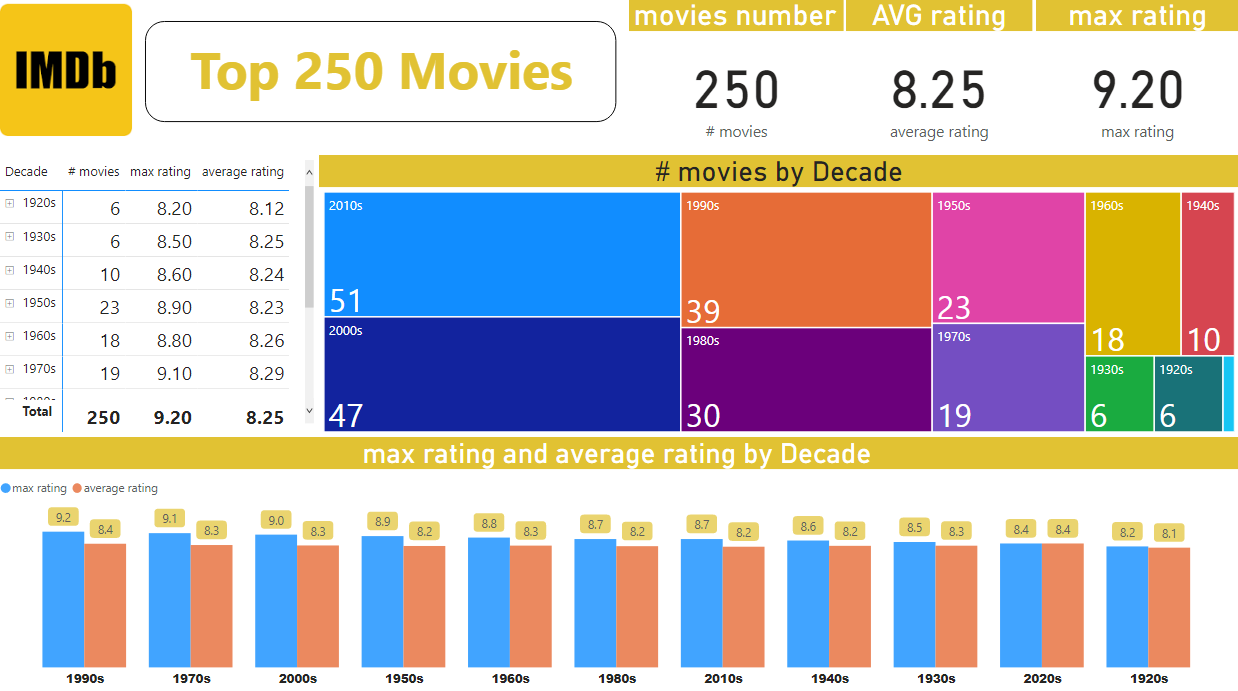 IMDb
Top 250 Movies
movies number
AVG rating
max rating
250
# movies
8.25
average rating
9.20
max rating
Decade # movies max rating average rating
1920s 6 8.20 8.12
1930s 6 8.50 8.25
1940s 10 8.60 8.24
1950s 23 8.90 8.23
1960s 18 8.80 8.26
1970s 19 9.10 8.29
Total 250 9.20 8.25
# movies by Decade
2010s
51
2000s
47
1990s
39
1980s
30
1950s
23
1970s
19
1960s
18
1940s
10
1930s
6
1920s
6
max rating and average rating by Decade
max rating average rating
9.2 8.4 9.1 8.3 9.0 8.3 8.9 8.2 8.8 8.3 8.7 8.2 8.7 8.2 8.6 8.2 8.5 8.3 8.4 8.4 8.2 8.1
1990s 1970s 2000s 1950s 1960s 1980s 2010s 1940s 1930s 2020s 1920s